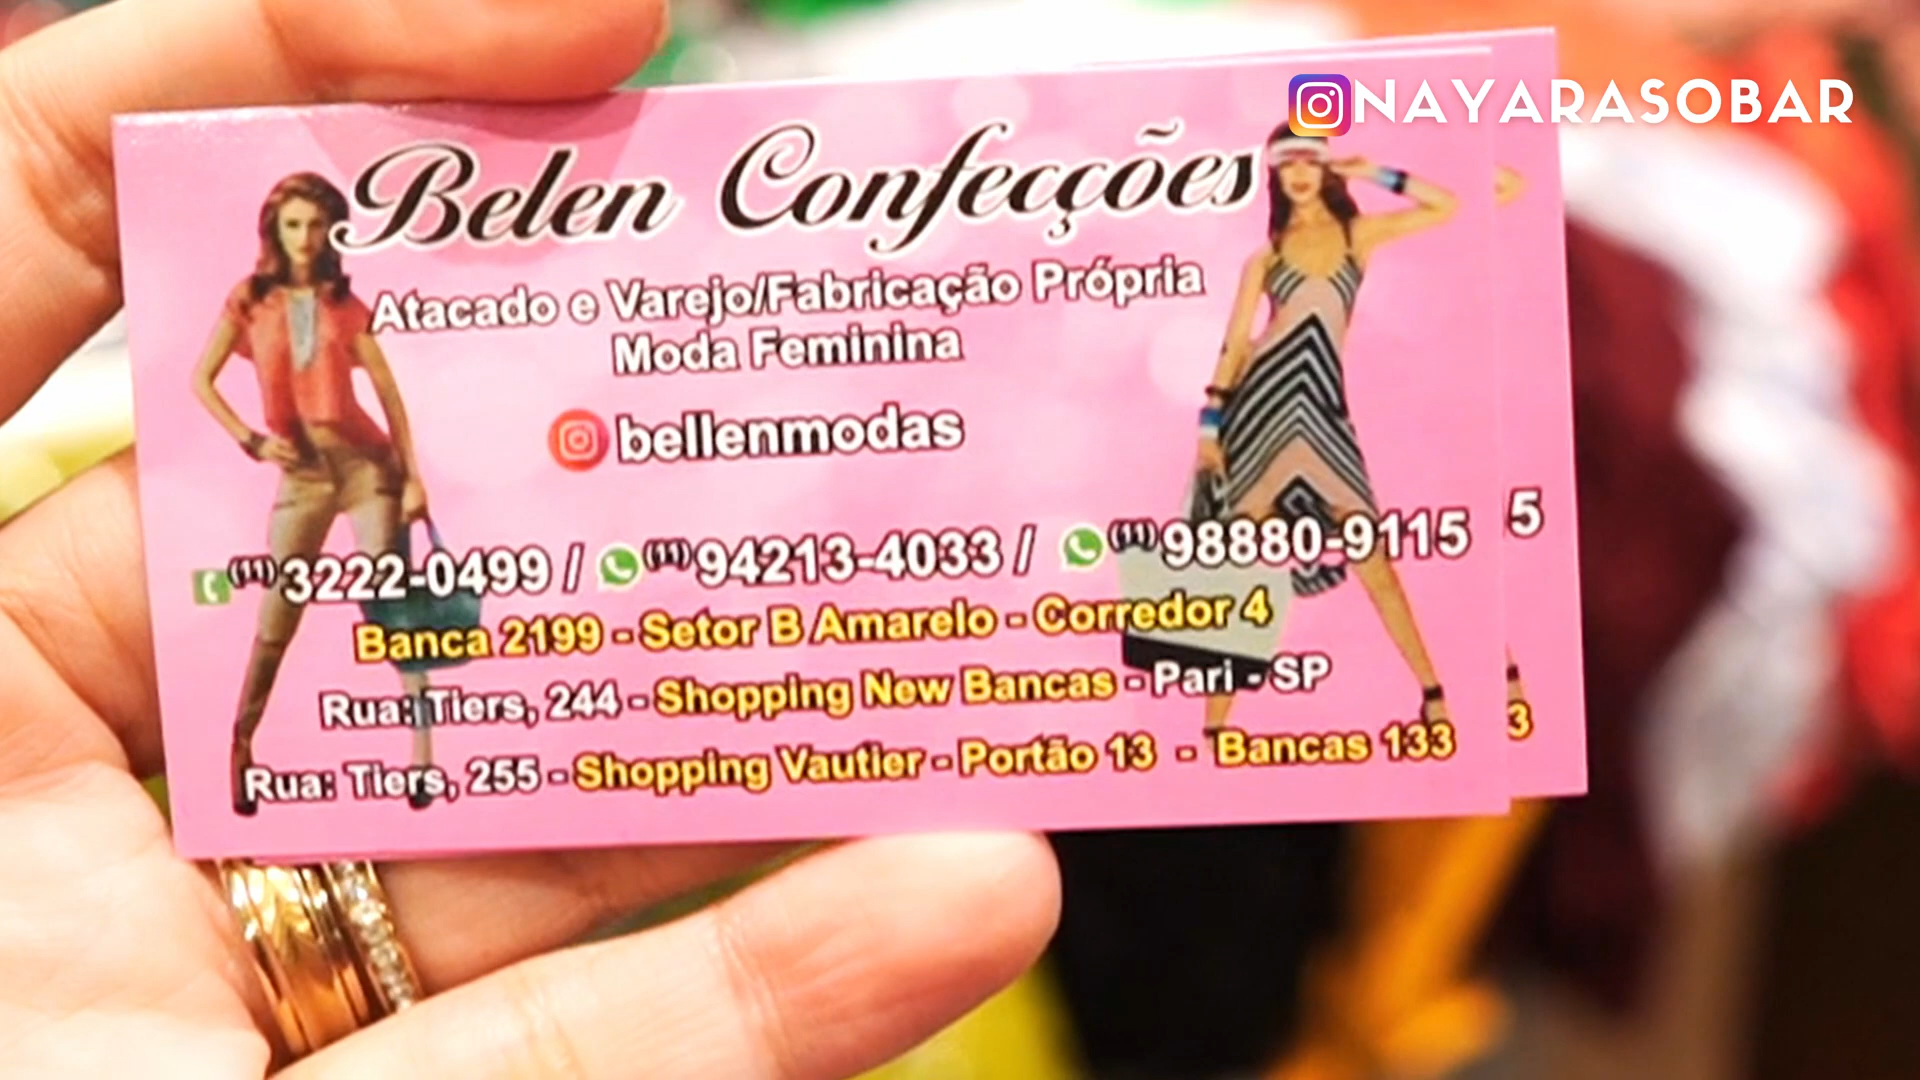 NAYARASOBAR
Belen Confecções
Atacado e Varejo/Fabricação Própria
Moda Feminina
bellenmodas
(11) 3222-0499 / (11) 94213-4033 / (11) 98880-9115
5
Banca 2199 - Setor B Amarelo - Corredor 4
Rua: Tiers, 244 - Shopping New Bancas - Pari - SP
Rua: Tiers, 255 - Shopping Vautier - Portão 13 - Bancas 133
3